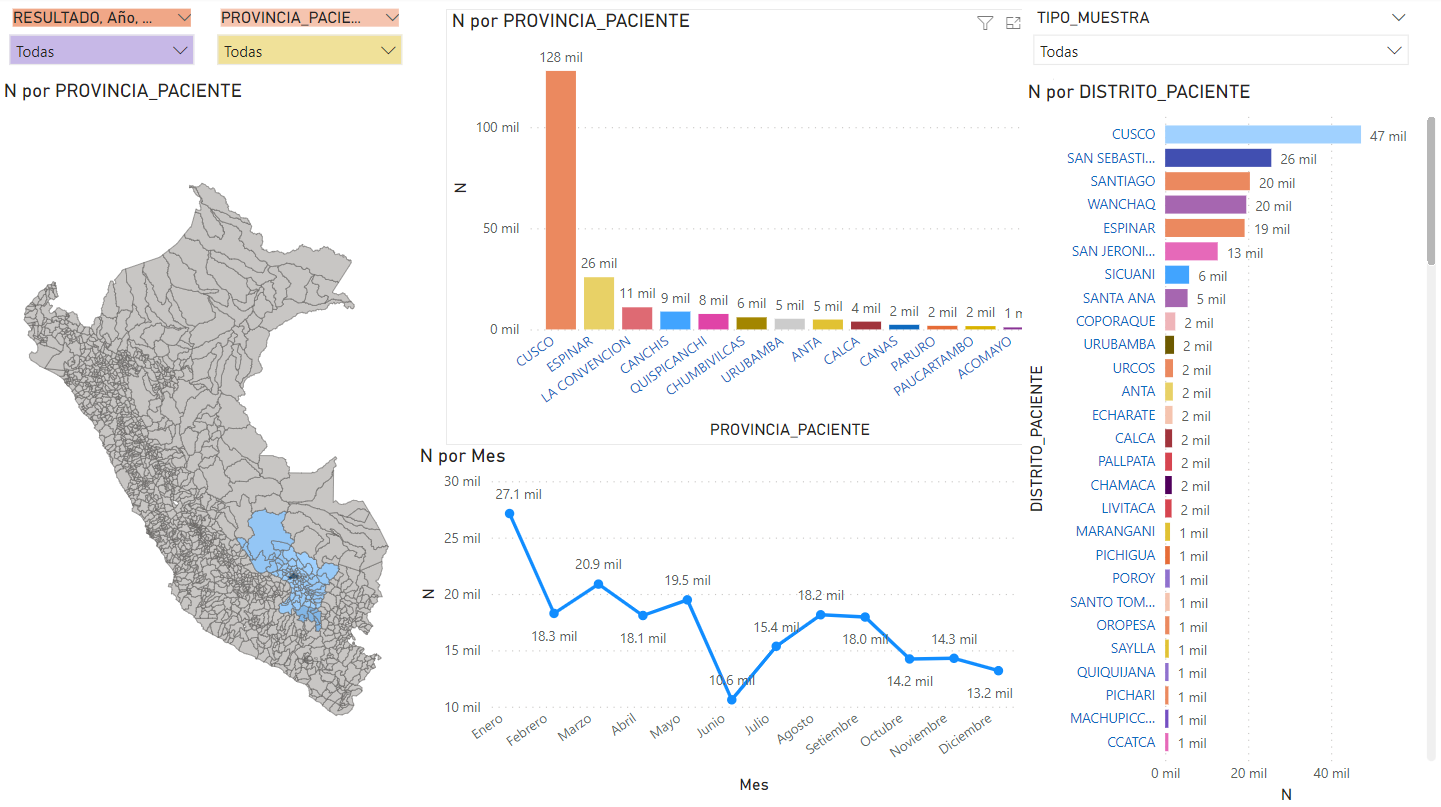 RESULTADO, Año, ...
PROVINCIA_PACIE...
Todas
Todas
N por PROVINCIA_PACIENTE
N por PROVINCIA_PACIENTE
128 mil
100 mil
50 mil
0 mil
N
26 mil
11 mil
9 mil
8 mil
6 mil
5 mil
5 mil
4 mil
2 mil
2 mil
2 mil
1 m
CUSCO
ESPINAR
LA CONVENCION
CANCHIS
QUISPICANCHI
CHUMBIVILCAS
URUBAMBA
ANTA
CALCA
CANAS
PARURO
PAUCARTAMBO
ACOMAYO
PROVINCIA_PACIENTE
N por Mes
30 mil
25 mil
20 mil
15 mil
10 mil
N
27.1 mil
18.3 mil
20.9 mil
18.1 mil
19.5 mil
10.6 mil
15.4 mil
18.2 mil
18.0 mil
14.2 mil
14.3 mil
13.2 mil
Enero
Febrero
Marzo
Abril
Mayo
Junio
Julio
Agosto
Setiembre
Octubre
Noviembre
Diciembre
Mes
TIPO_MUESTRA
Todas
N por DISTRITO_PACIENTE
DISTRITO_PACIENTE
CUSCO 47 mil
SAN SEBASTI... 26 mil
SANTIAGO 20 mil
WANCHAQ 20 mil
ESPINAR 19 mil
SAN JERONI... 13 mil
SICUANI 6 mil
SANTA ANA 5 mil
COPORAQUE 2 mil
URUBAMBA 2 mil
URCOS 2 mil
ANTA 2 mil
ECHARATE 2 mil
CALCA 2 mil
PALLPATA 2 mil
CHAMACA 2 mil
LIVITACA 2 mil
MARANGANI 1 mil
PICHIGUA 1 mil
POROY 1 mil
SANTO TOM... 1 mil
OROPESA 1 mil
SAYLLA 1 mil
QUIQUIJANA 1 mil
PICHARI 1 mil
MACHUPICC... 1 mil
CCATCA 1 mil
0 mil 20 mil 40 mil
N